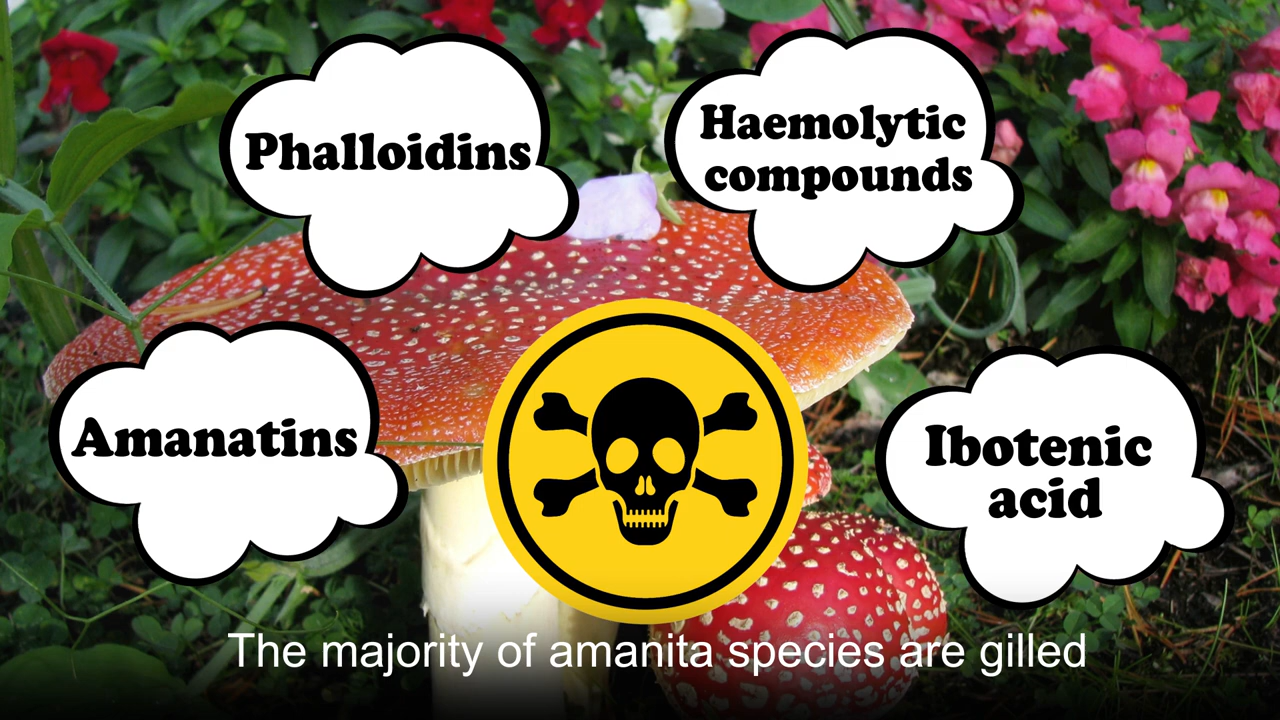 Phalloidins
Haemolytic
compounds
Amanatins
Ibotenic
acid
The majority of amanita species are gilled